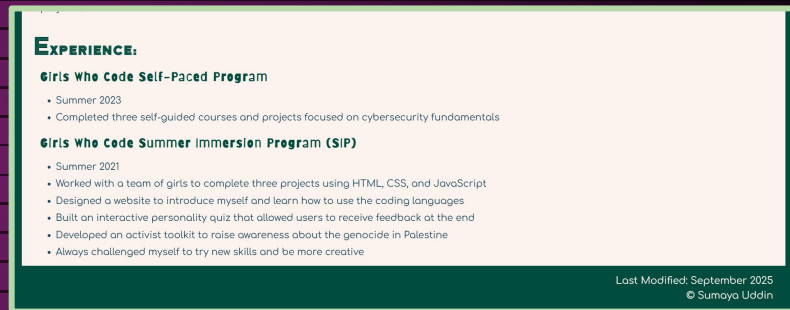 Experience:
Girls Who Code Self-Paced Program
• Summer 2023
• Completed three self-guided courses and projects focused on cybersecurity fundamentals
Girls Who Code Summer Immersion Program (SIP)
• Summer 2021
• Worked with a team of girls to complete three projects using HTML, CSS, and JavaScript
• Designed a website to introduce myself and learn how to use the coding languages
• Built an interactive personality quiz that allowed users to receive feedback at the end
• Developed an activist toolkit to raise awareness about the genocide in Palestine
• Always challenged myself to try new skills and be more creative
Last Modified: September 2025
© Sumaya Uddin